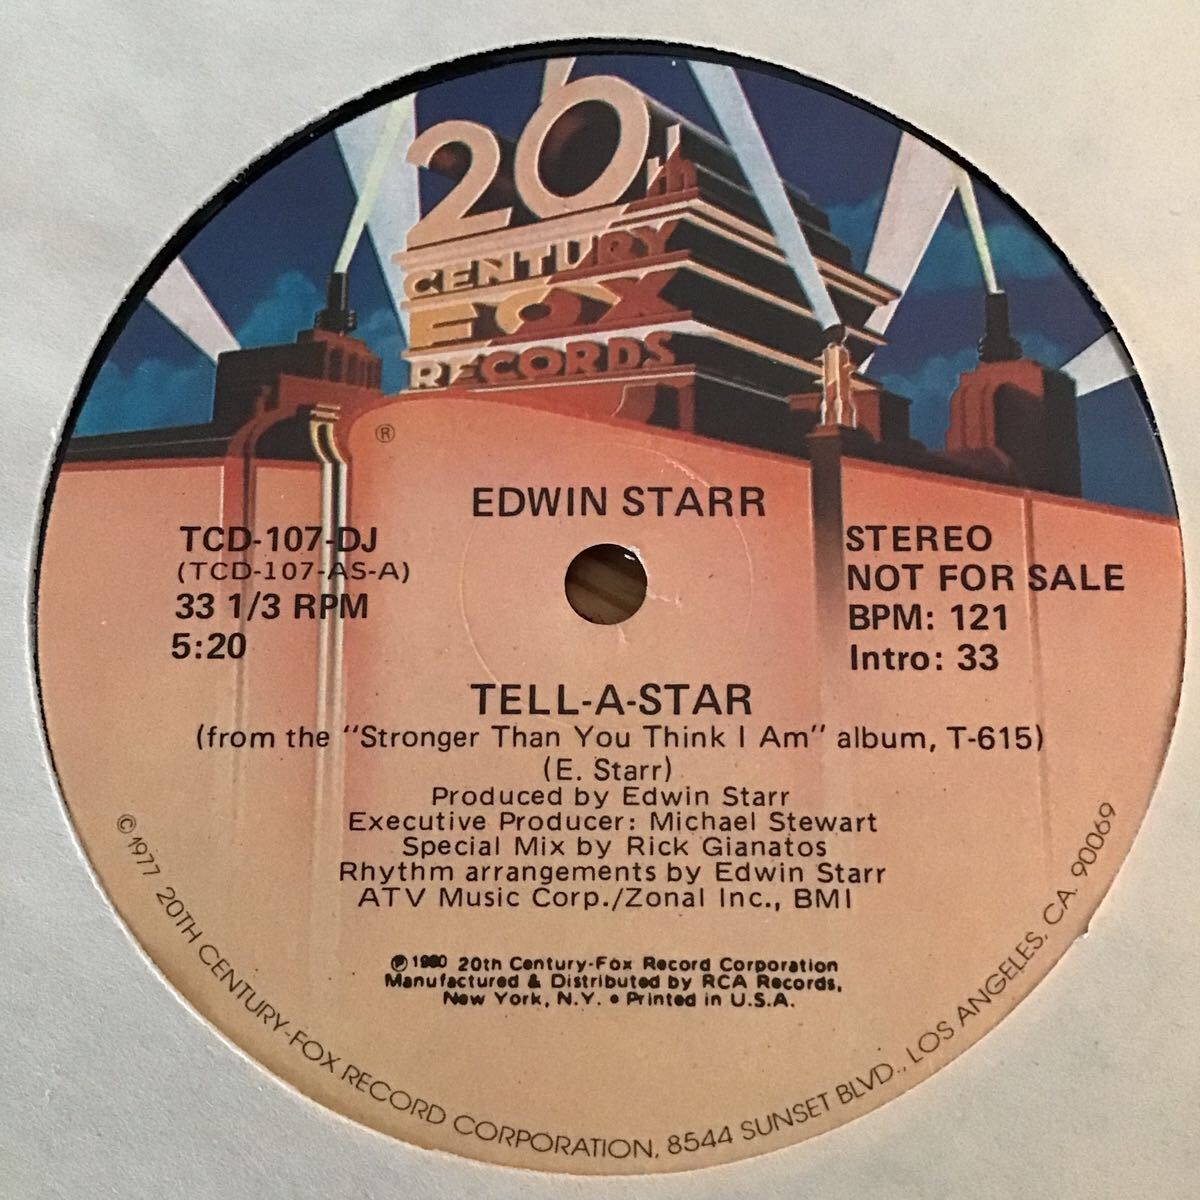 20th
CENTURY
FOX
RECORDS
®
EDWIN STARR
TCD-107-DJ
(TCD-107-AS-A)
33 1/3 RPM
5:20
STEREO
NOT FOR SALE
BPM: 121
Intro: 33
TELL-A-STAR
(from the "Stronger Than You Think I Am" album, T-615)
(E. Starr)
Produced by Edwin Starr
Executive Producer: Michael Stewart
Special Mix by Rick Gianatos
Rhythm arrangements by Edwin Starr
ATV Music Corp./Zonal Inc., BMI
℗ 1980 20th Century-Fox Record Corporation
Manufactured & Distributed by RCA Records,
New York, N.Y. • Printed in U.S.A.
© 1977 20TH CENTURY-FOX RECORD CORPORATION, 8544 SUNSET BLVD., LOS ANGELES, CA. 90069